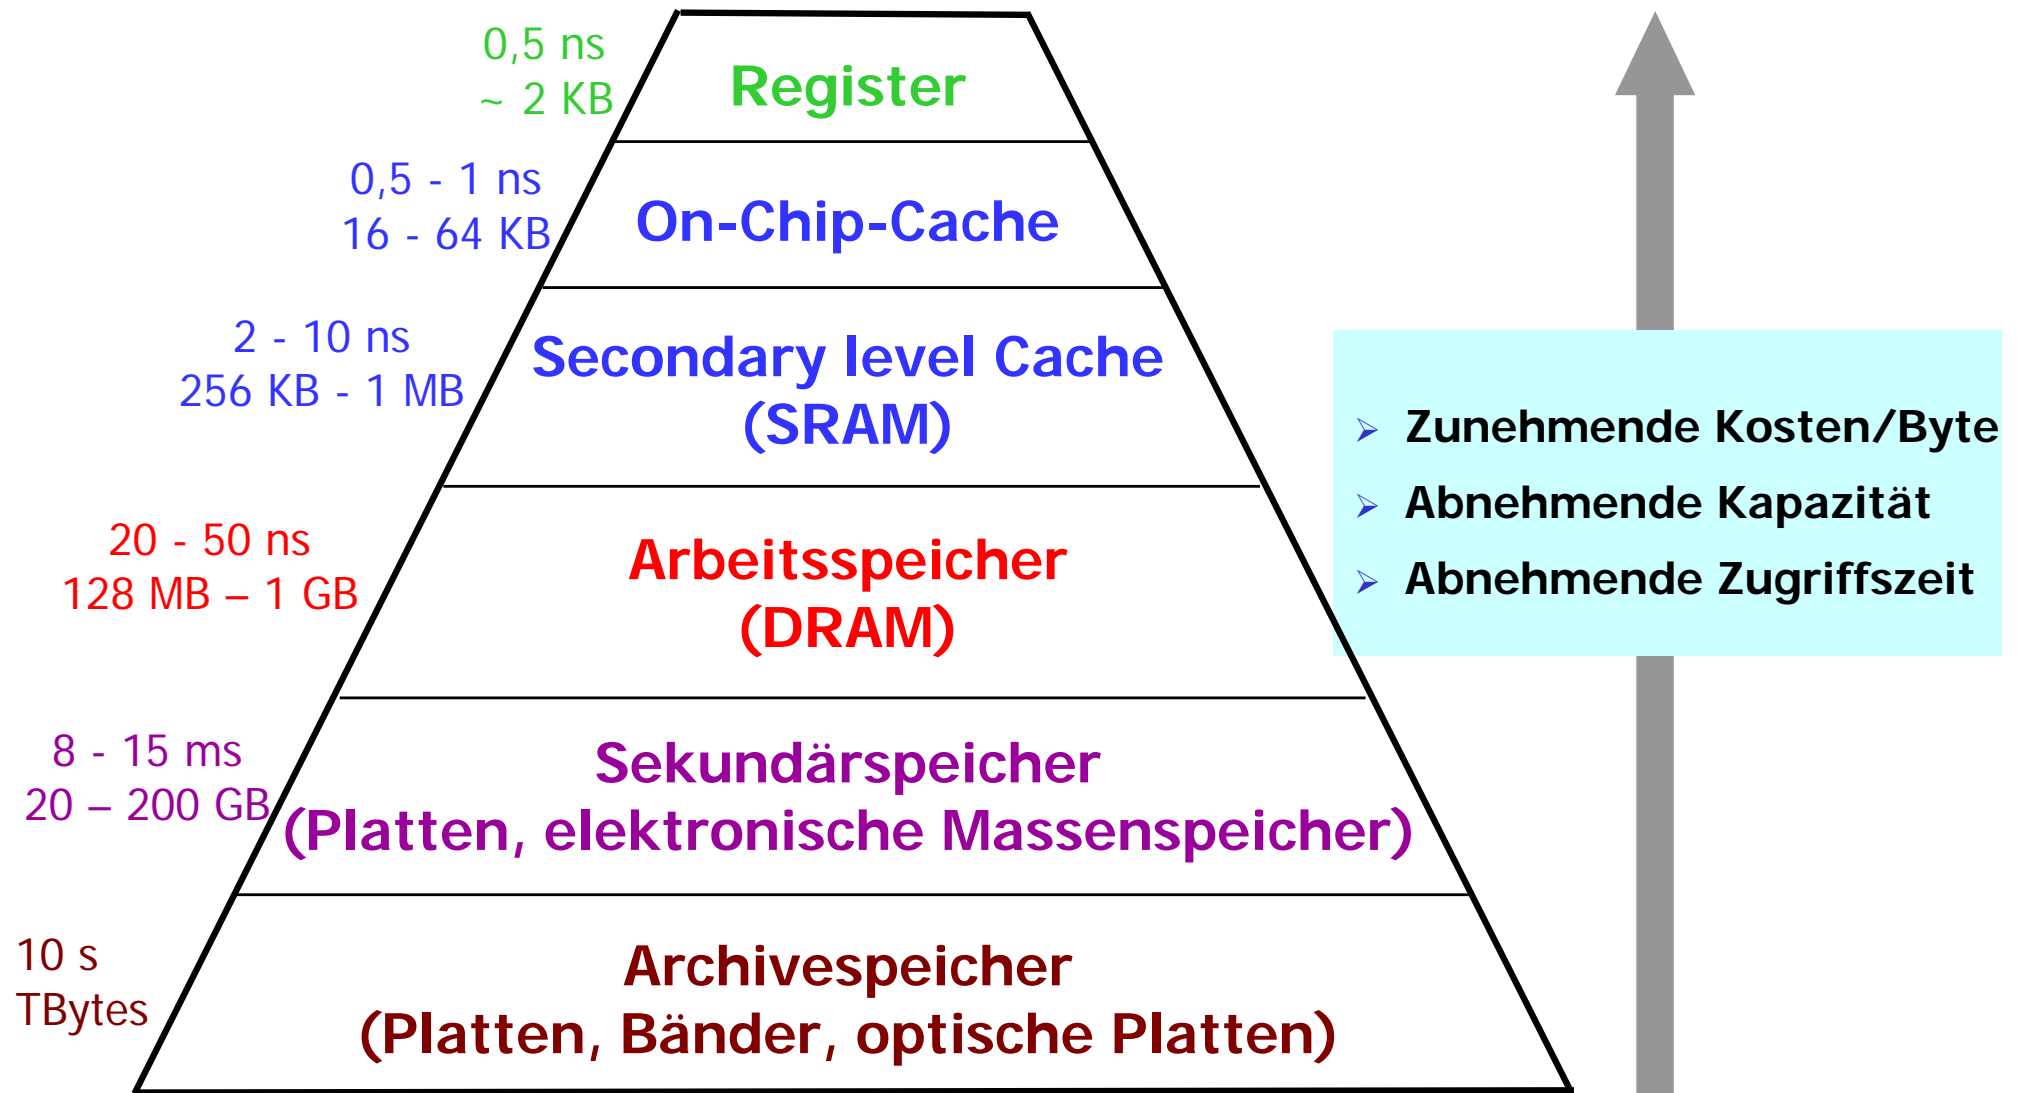 0,5 ns
~ 2 KB
Register
0,5 - 1 ns
16 - 64 KB
On-Chip-Cache
2 - 10 ns
256 KB - 1 MB
Secondary level Cache
(SRAM)
20 - 50 ns
128 MB – 1 GB
Arbeitsspeicher
(DRAM)
8 - 15 ms
20 – 200 GB
Sekundärspeicher
(Platten, elektronische Massenspeicher)
10 s
TBytes
Archivespeicher
(Platten, Bänder, optische Platten)
➢ Zunehmende Kosten/Byte
➢ Abnehmende Kapazität
➢ Abnehmende Zugriffszeit